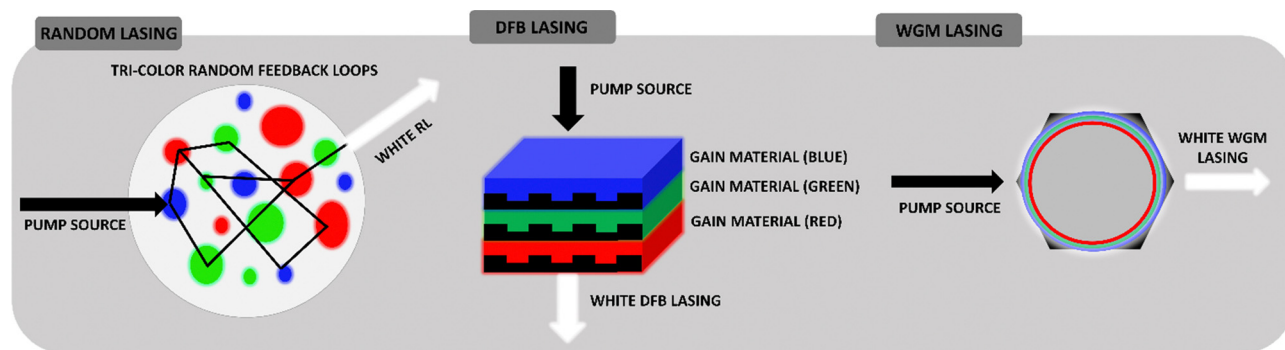 RANDOM LASING
TRI-COLOR RANDOM FEEDBACK LOOPS
WHITE RL
PUMP SOURCE
DFB LASING
PUMP SOURCE
GAIN MATERIAL (BLUE)
GAIN MATERIAL (GREEN)
GAIN MATERIAL (RED)
WHITE DFB LASING
WGM LASING
PUMP SOURCE
WHITE WGM
LASING